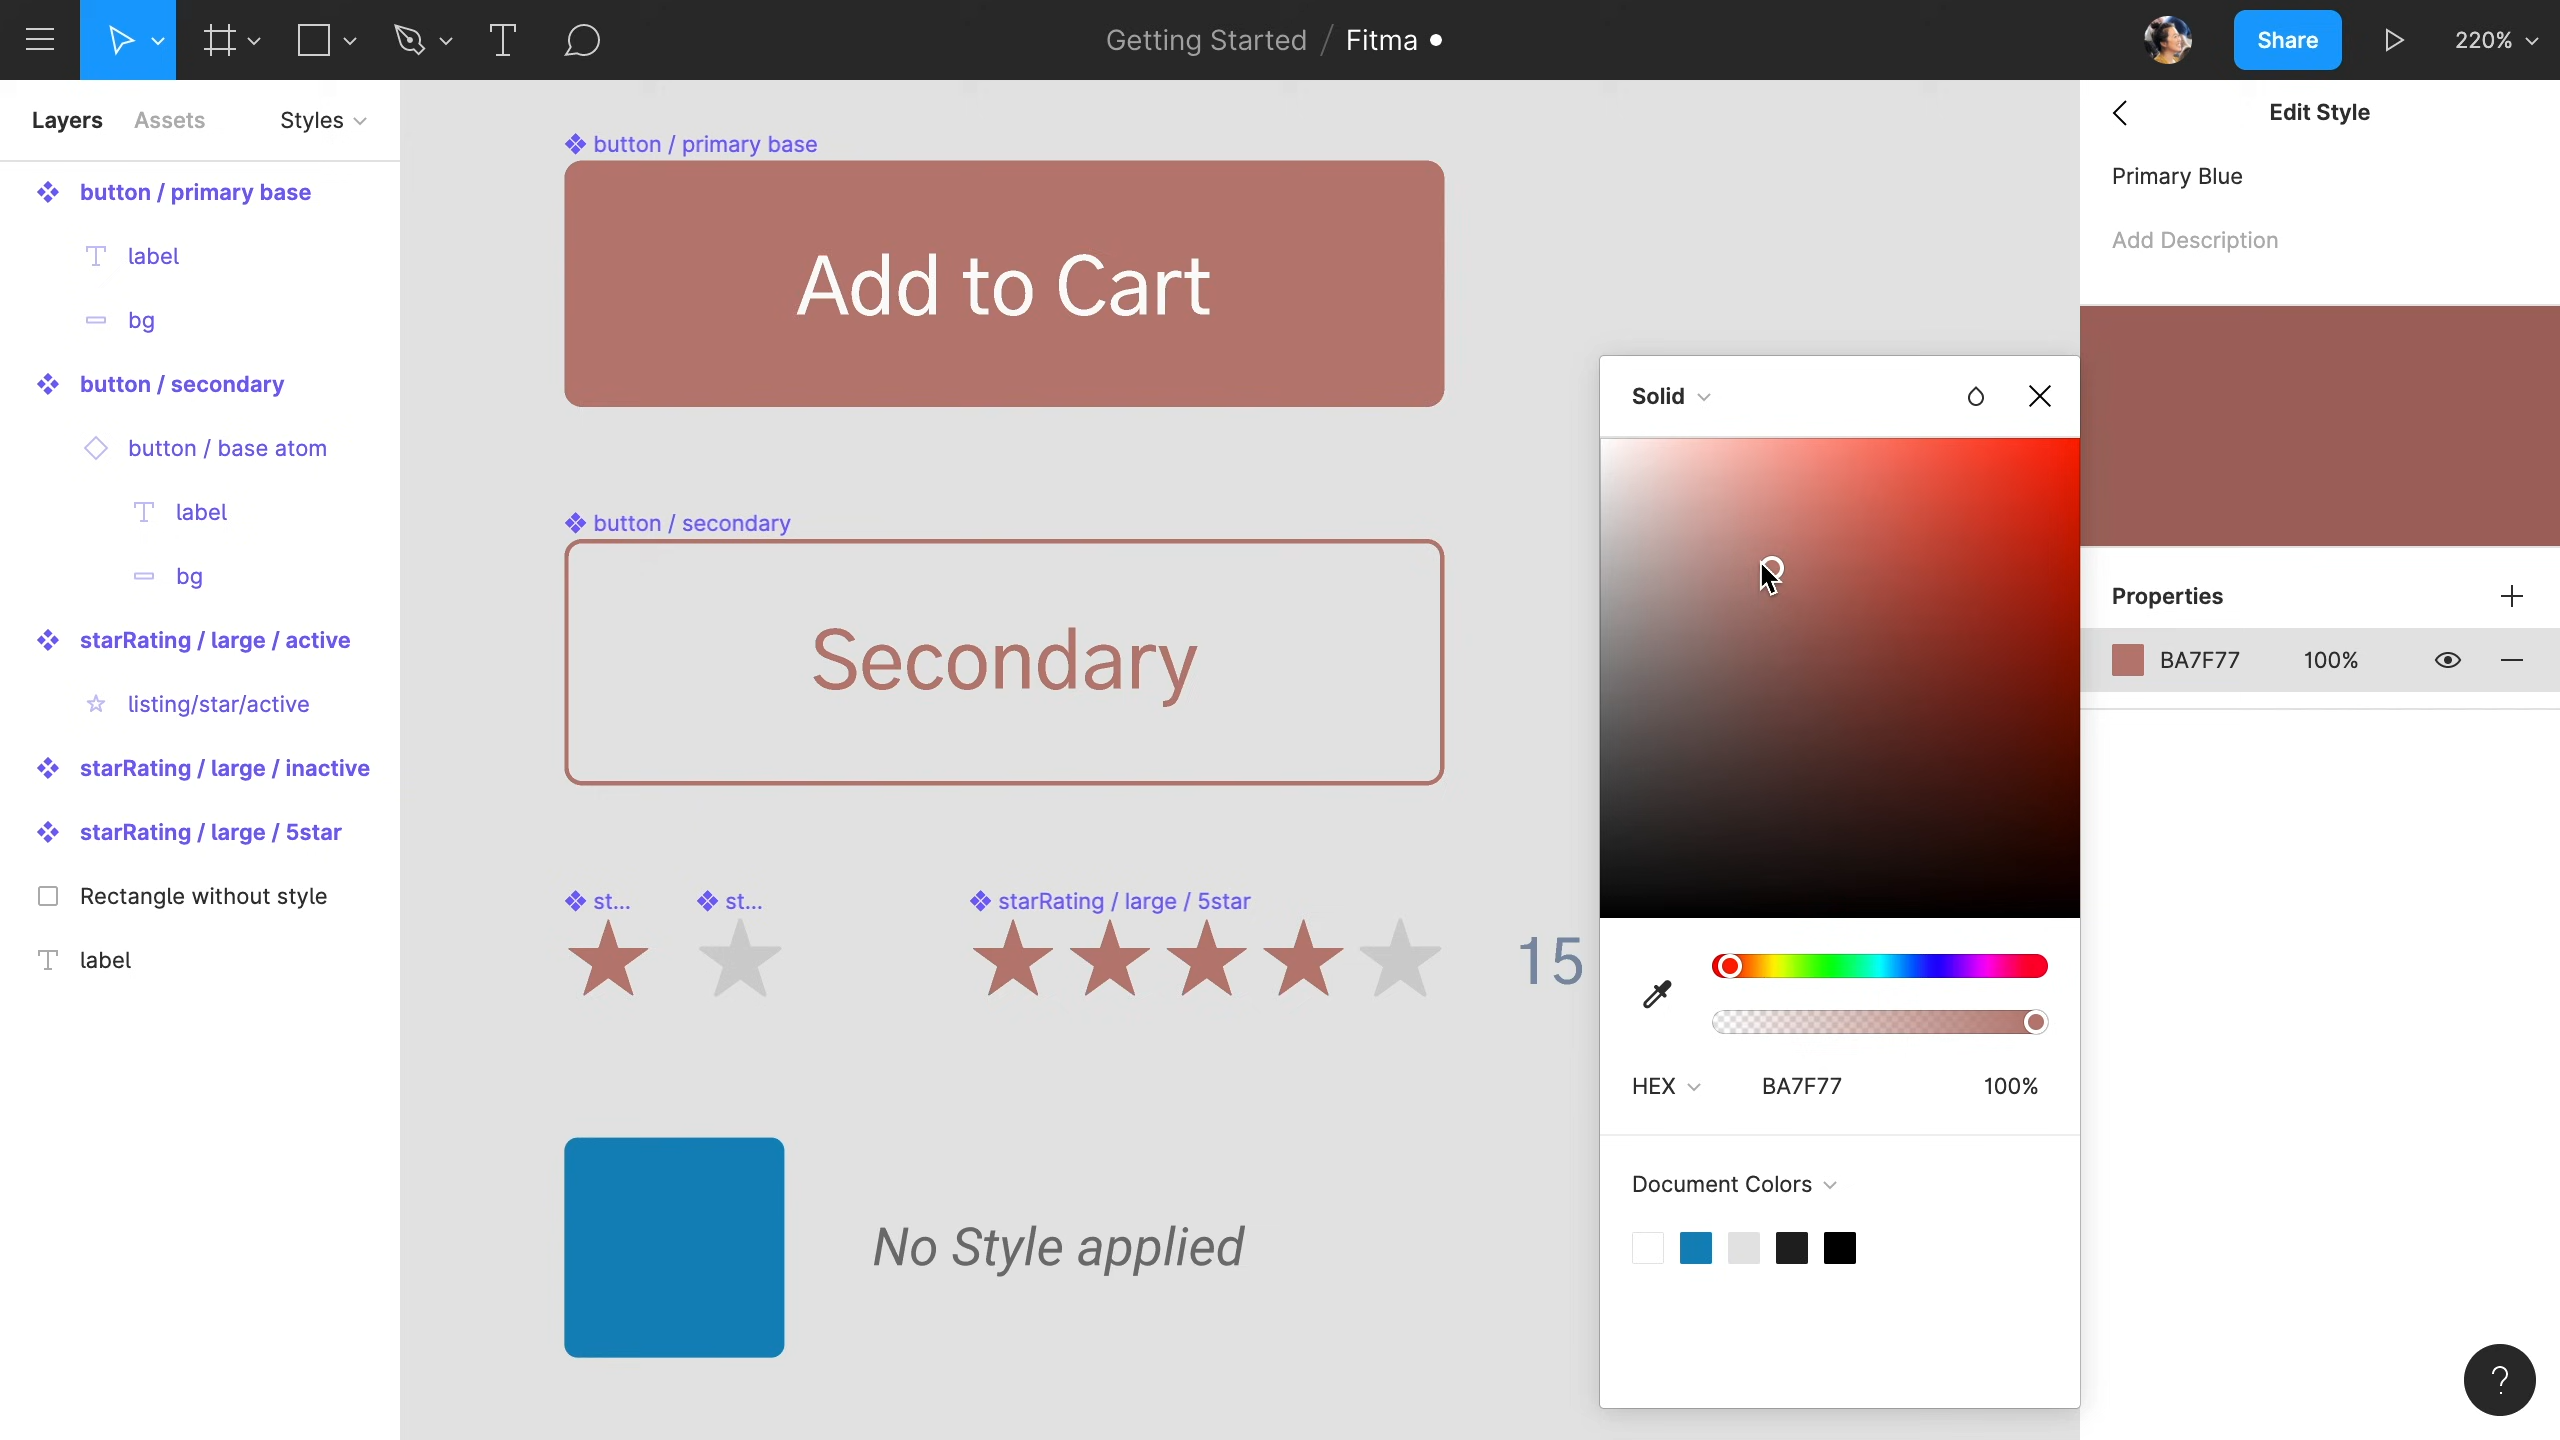 Getting Started / Fitma
Share
220%
Layers
Assets
Styles
button / primary base
label
bg
button / secondary
button / base atom
label
bg
starRating / large / active
listing/star/active
starRating / large / inactive
starRating / large / 5star
Rectangle without style
label
button / primary base
Add to Cart
button / secondary
Secondary
st...
st...
starRating / large / 5star
15
No Style applied
Solid
HEX
BA7F77
100%
Document Colors
Edit Style
Primary Blue
Add Description
Properties
BA7F77
100%
?